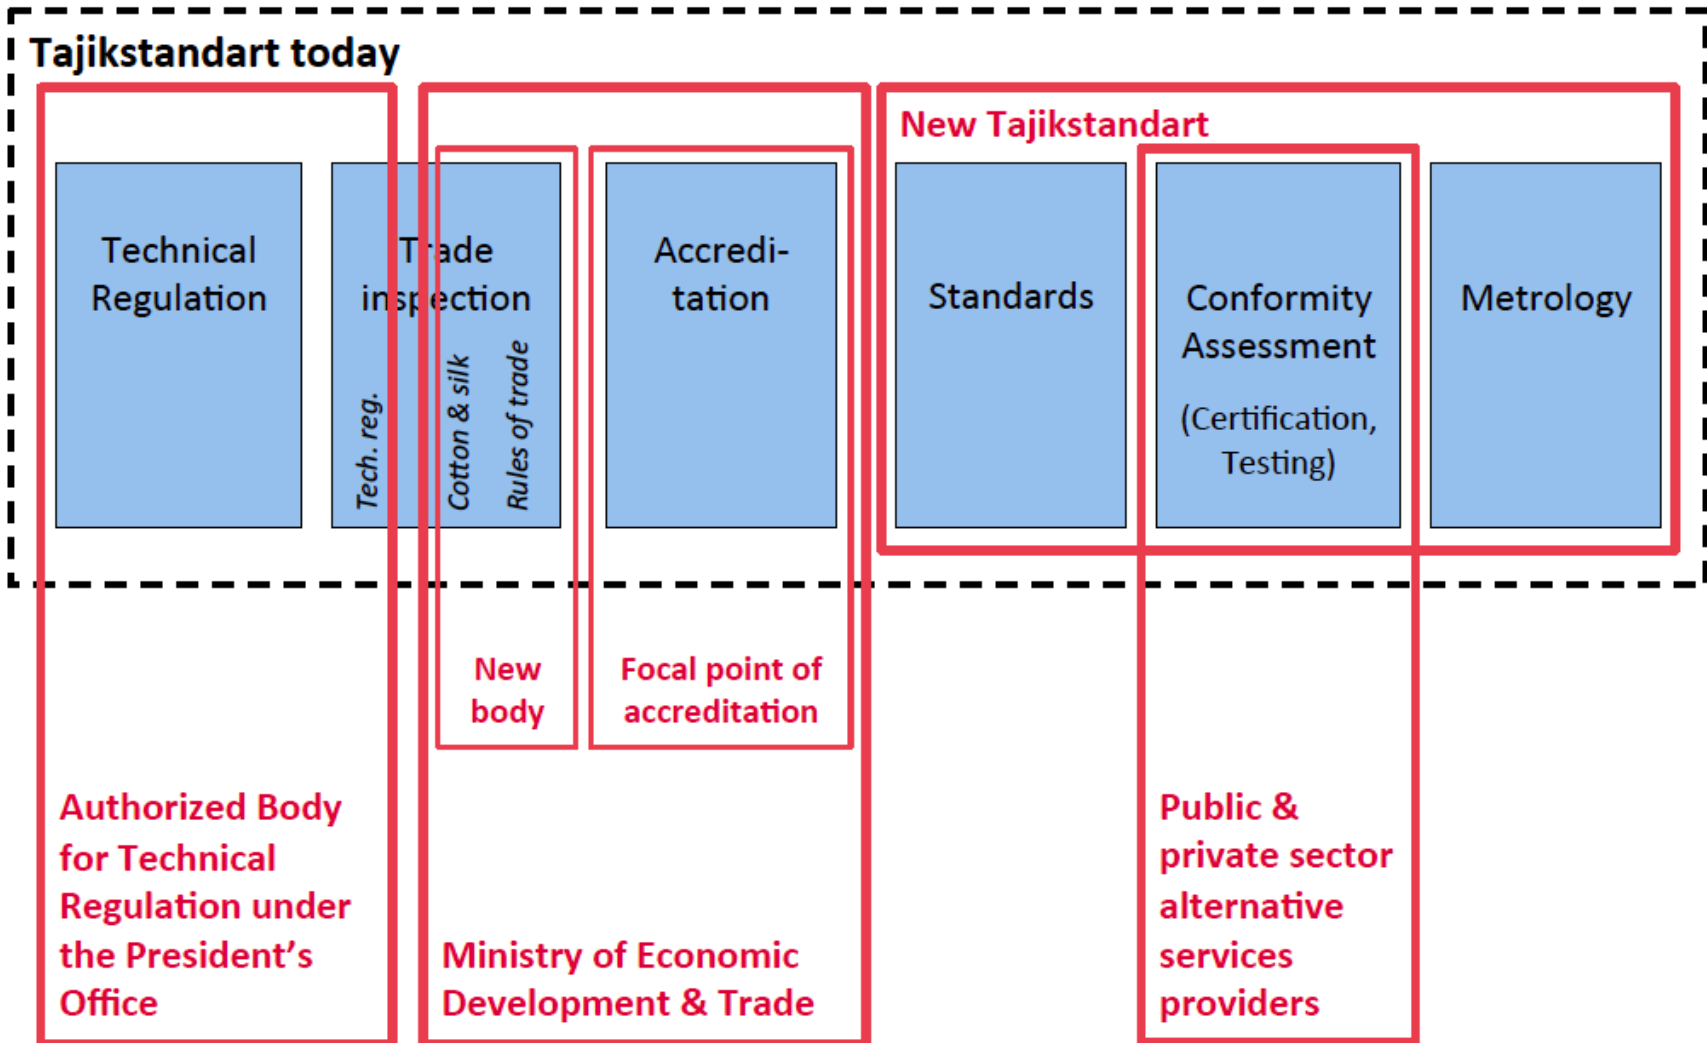 Tajikstandart today
New Tajikstandart
Technical
Regulation
Trade
inspection
Tech. reg.
Cotton & silk
Rules of trade
Accredi-
tation
Standards
Conformity
Assessment
(Certification,
Testing)
Metrology
New
body
Focal point of
accreditation
Authorized Body
for Technical
Regulation under
the President’s
Office
Ministry of Economic
Development & Trade
Public &
private sector
alternative
services
providers